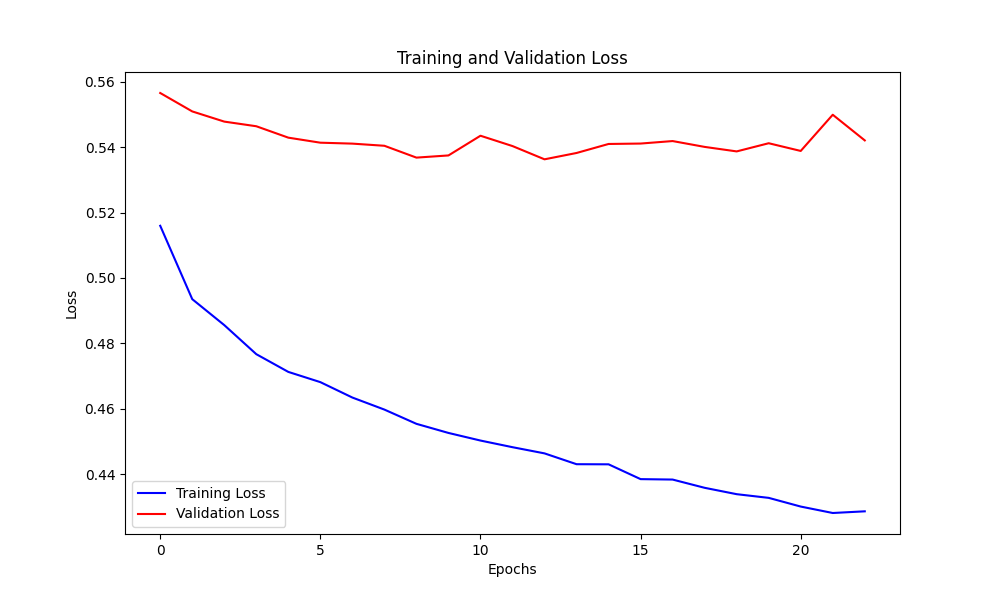 Training and Validation Loss
0.56
0.54
0.52
0.50
0.48
0.46
0.44
Loss
Training Loss
Validation Loss
0 5 10 15 20
Epochs